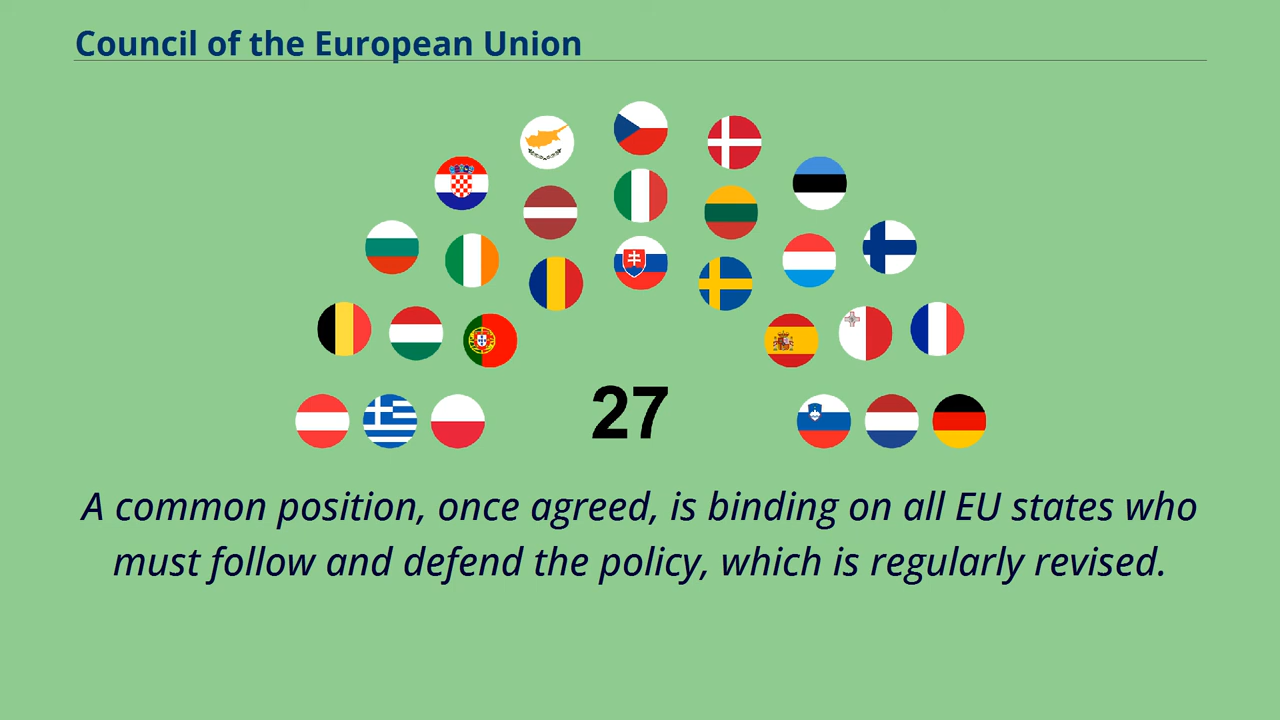 Council of the European Union
27
A common position, once agreed, is binding on all EU states who
must follow and defend the policy, which is regularly revised.